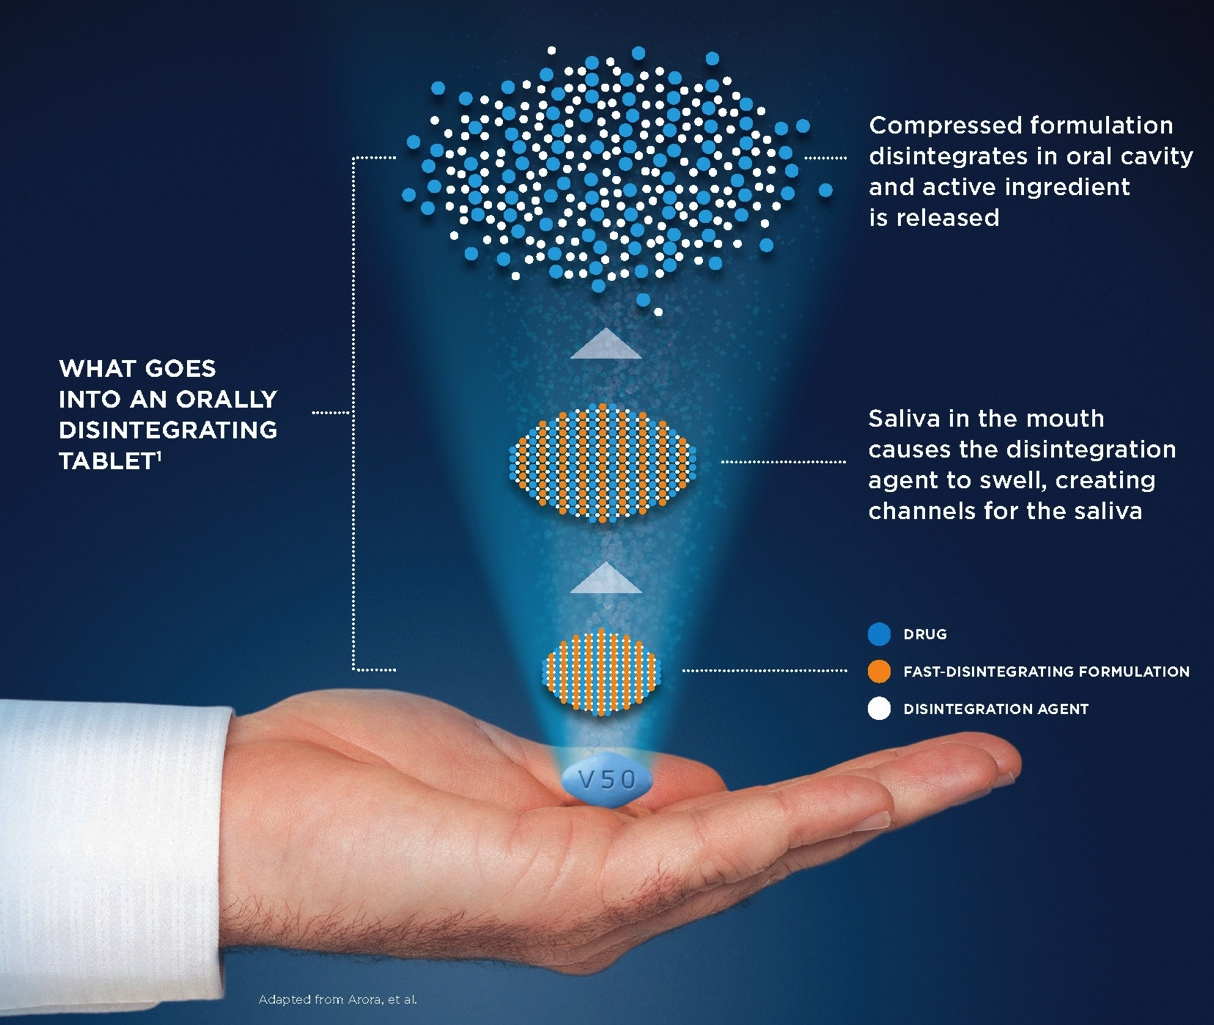 Compressed formulation
disintegrates in oral cavity
and active ingredient
is released
WHAT GOES
INTO AN ORALLY
DISINTEGRATING
TABLET¹
Saliva in the mouth
causes the disintegration
agent to swell, creating
channels for the saliva
DRUG
FAST-DISINTEGRATING FORMULATION
DISINTEGRATION AGENT
V50
Adapted from Arora, et al.